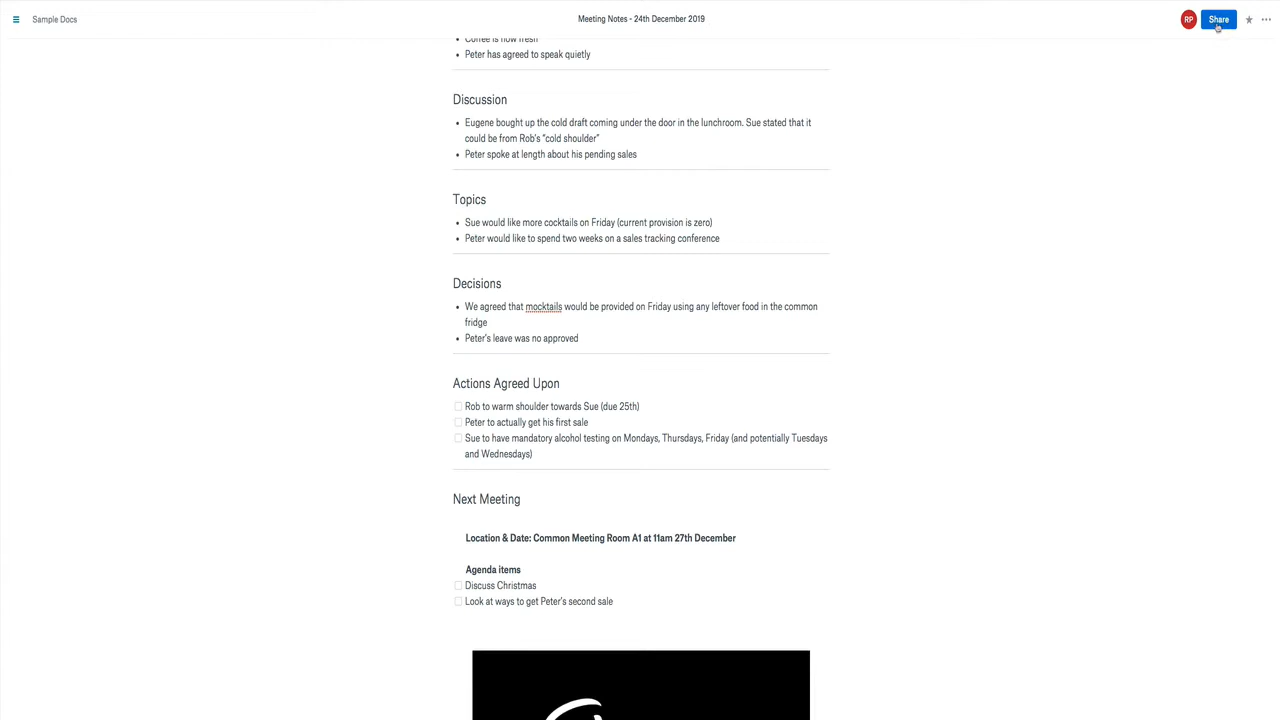 Sample Docs
Meeting Notes - 24th December 2019
RP
Share
Coffee is now fresh
Peter has agreed to speak quietly
Discussion
Eugene bought up the cold draft coming under the door in the lunchroom. Sue stated that it
could be from Rob's "cold shoulder"
Peter spoke at length about his pending sales
Topics
Sue would like more cocktails on Friday (current provision is zero)
Peter would like to spend two weeks on a sales tracking conference
Decisions
We agreed that mocktails would be provided on Friday using any leftover food in the common
fridge
Peter's leave was no approved
Actions Agreed Upon
Rob to warm shoulder towards Sue (due 25th)
Peter to actually get his first sale
Sue to have mandatory alcohol testing on Mondays, Thursdays, Friday (and potentially Tuesdays
and Wednesdays)
Next Meeting
Location & Date: Common Meeting Room A1 at 11am 27th December
Agenda items
Discuss Christmas
Look at ways to get Peter's second sale